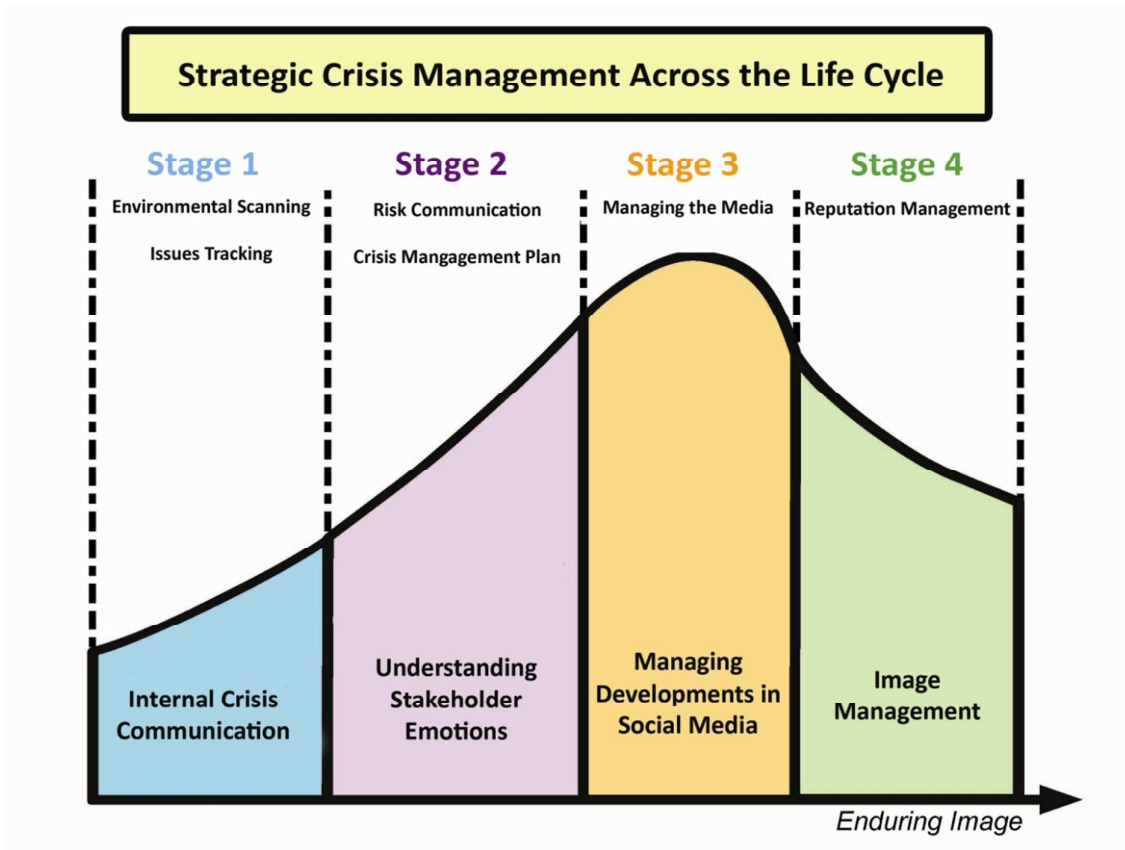 Strategic Crisis Management Across the Life Cycle
Stage 1
Environmental Scanning
Issues Tracking
Stage 2
Risk Communication
Crisis Mangagement Plan
Stage 3
Managing the Media
Stage 4
Reputation Management
Internal Crisis
Communication
Understanding
Stakeholder
Emotions
Managing
Developments in
Social Media
Image
Management
Enduring Image